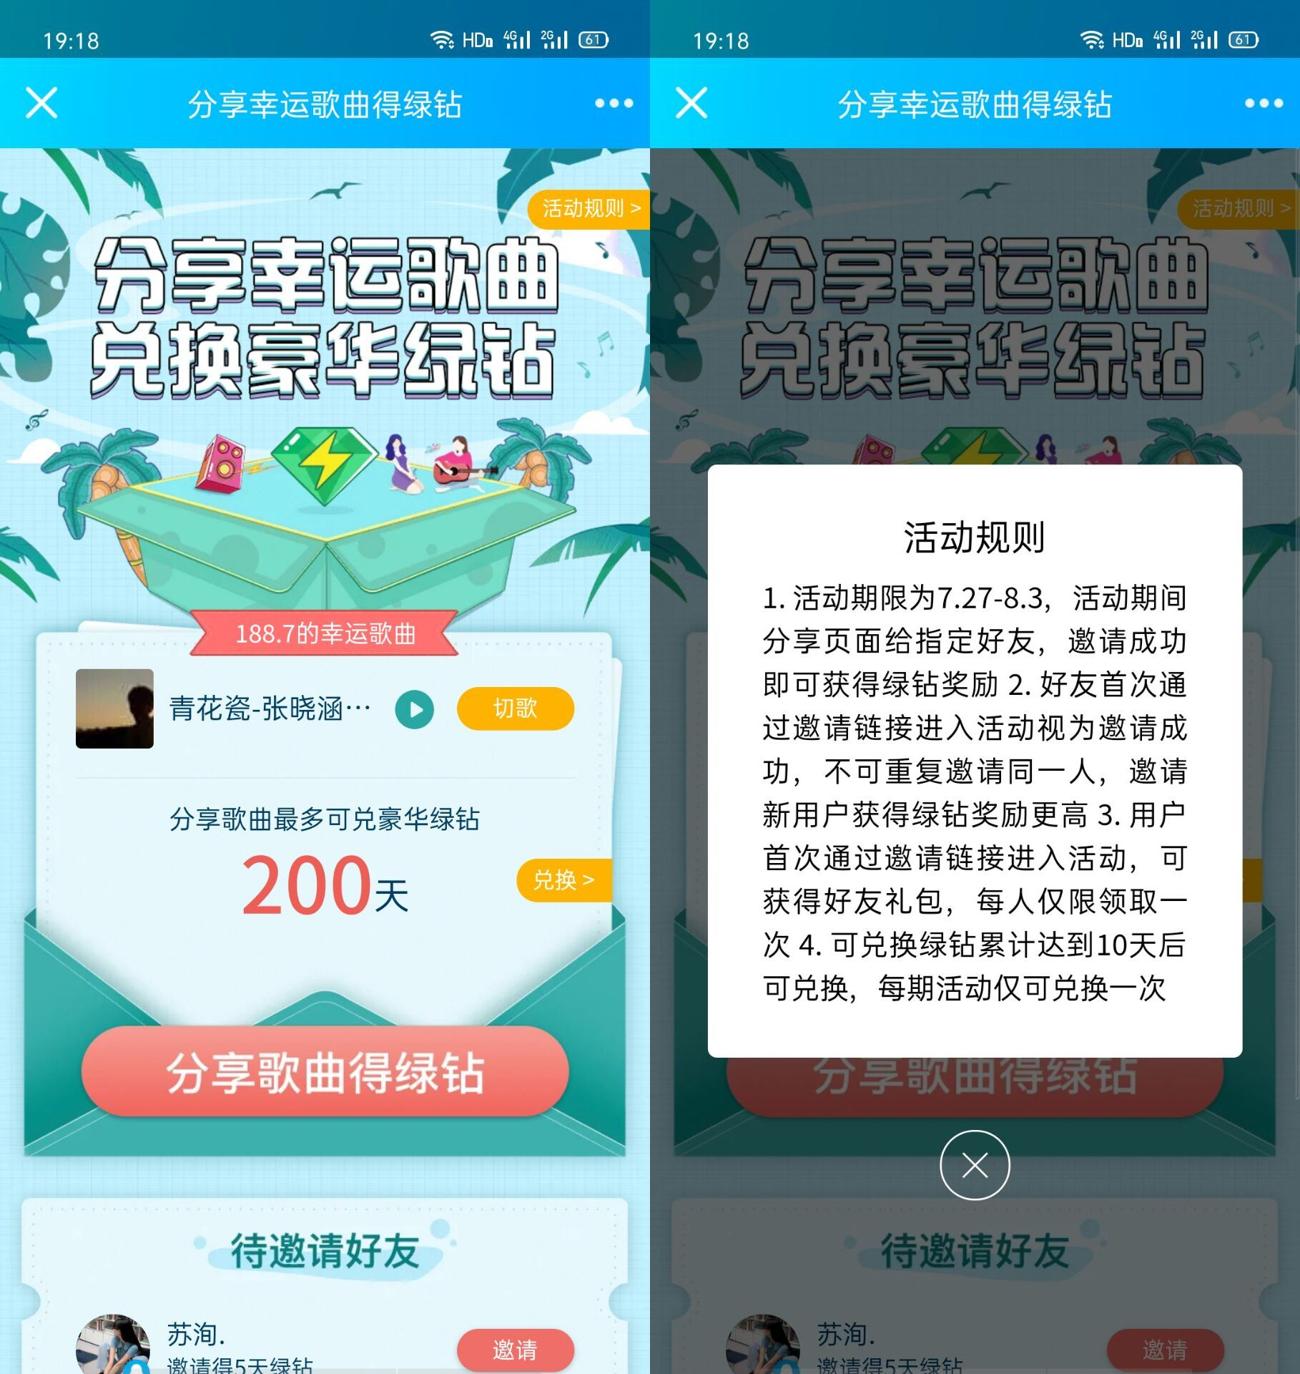 19:18
HD
4G
2G
61
分享幸运歌曲得绿钻
活动规则 >
分享幸运歌曲
兑换豪华绿钻
188.7的幸运歌曲
青花瓷-张晓涵…
切歌
分享歌曲最多可兑豪华绿钻
200天
兑换 >
分享歌曲得绿钻
待邀请好友
苏洵.
邀请得5天绿钻
邀请
19:18
HD
4G
2G
61
分享幸运歌曲得绿钻
活动规则 >
分享幸运歌曲
兑换豪华绿钻
活动规则
1. 活动期限为7.27-8.3，活动期间
分享页面给指定好友，邀请成功
即可获得绿钻奖励 2. 好友首次通
过邀请链接进入活动视为邀请成
功，不可重复邀请同一人，邀请
新用户获得绿钻奖励更高 3. 用户
首次通过邀请链接进入活动，可
获得好友礼包，每人仅限领取一
次 4. 可兑换绿钻累计达到10天后
可兑换，每期活动仅可兑换一次
分享歌曲得绿钻
待邀请好友
苏洵.
邀请得5天绿钻
邀请